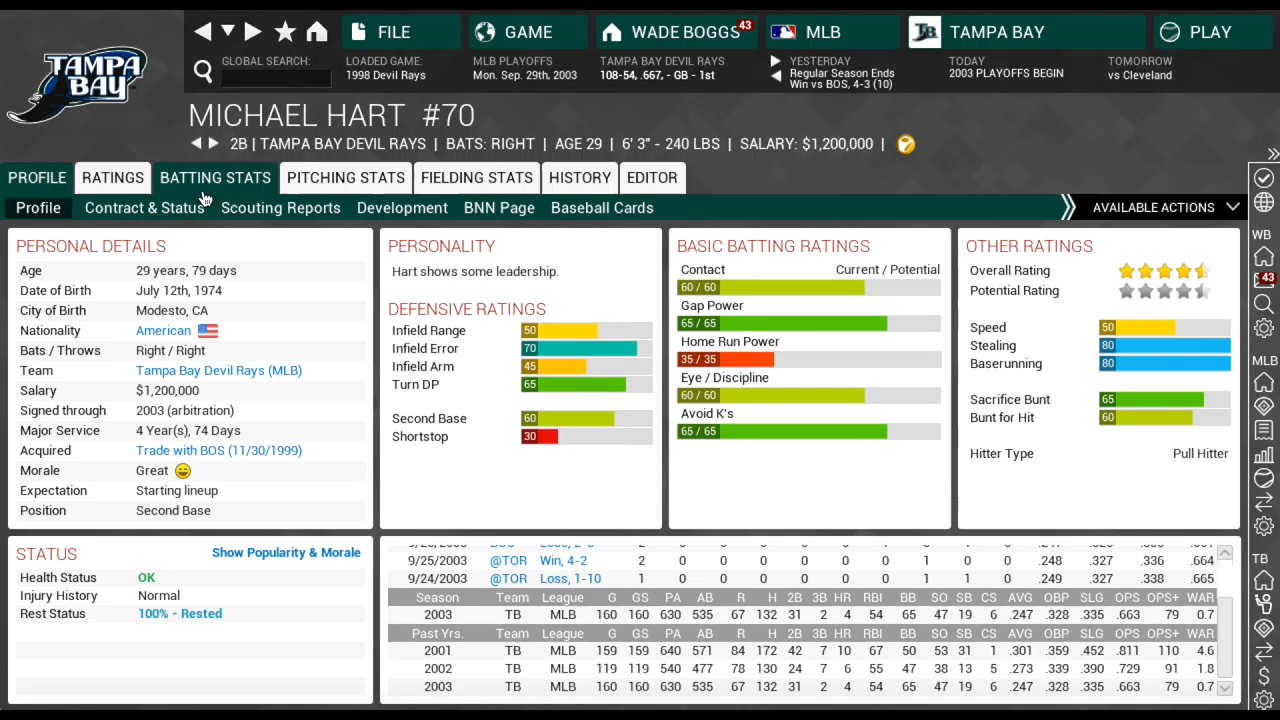 FILE GAME WADE BOGGS 43 MLB TAMPA BAY PLAY
GLOBAL SEARCH: LOADED GAME: MLB PLAYOFFS TAMPA BAY DEVIL RAYS YESTERDAY TODAY TOMORROW
1998 Devil Rays Mon. Sep. 29th, 2003 108-54, .667, - GB - 1st Regular Season Ends 2003 PLAYOFFS BEGIN vs Cleveland
Win vs BOS, 4-3 (10)
TAMPA
BAY
MICHAEL HART #70
2B | TAMPA BAY DEVIL RAYS | BATS: RIGHT | AGE 29 | 6' 3" - 240 LBS | SALARY: $1,200,000 |
PROFILE RATINGS BATTING STATS PITCHING STATS FIELDING STATS HISTORY EDITOR
Profile Contract & Status Scouting Reports Development BNN Page Baseball Cards AVAILABLE ACTIONS
PERSONAL DETAILS
Age 29 years, 79 days
Date of Birth July 12th, 1974
City of Birth Modesto, CA
Nationality American
Bats / Throws Right / Right
Team Tampa Bay Devil Rays (MLB)
Salary $1,200,000
Signed through 2003 (arbitration)
Major Service 4 Year(s), 74 Days
Acquired Trade with BOS (11/30/1999)
Morale Great
Expectation Starting lineup
Position Second Base
PERSONALITY
Hart shows some leadership.
DEFENSIVE RATINGS
Infield Range 50
Infield Error 70
Infield Arm 45
Turn DP 65
Second Base 60
Shortstop 30
BASIC BATTING RATINGS
Contact Current / Potential
60 / 60
Gap Power
65 / 65
Home Run Power
35 / 35
Eye / Discipline
60 / 60
Avoid K's
65 / 65
OTHER RATINGS
Overall Rating
Potential Rating
Speed 50
Stealing 80
Baserunning 80
Sacrifice Bunt 65
Bunt for Hit 60
Hitter Type Pull Hitter
WB
43
MLB
TB
STATUS Show Popularity & Morale
Health Status OK
Injury History Normal
Rest Status 100% - Rested
9/25/2003 @TOR Win, 4-2 2 0 0 0 0 0 0 0 1 0 0 .248 .327 .336 .664
9/24/2003 @TOR Loss, 1-10 1 0 0 0 0 0 0 0 1 1 0 .249 .327 .338 .665
Season Team League G GS PA AB R H 2B 3B HR RBI BB SO SB CS AVG OBP SLG OPS OPS+ WAR
2003 TB MLB 160 160 630 535 67 132 31 2 4 54 65 47 19 6 .247 .328 .335 .663 79 0.7
Past Yrs. Team League G GS PA AB R H 2B 3B HR RBI BB SO SB CS AVG OBP SLG OPS OPS+ WAR
2001 TB MLB 159 159 640 571 84 172 42 7 10 67 50 53 31 1 .301 .359 .452 .811 110 4.6
2002 TB MLB 119 119 540 477 78 130 24 7 6 55 47 38 13 5 .273 .339 .390 .729 91 1.8
2003 TB MLB 160 160 630 535 67 132 31 2 4 54 65 47 19 6 .247 .328 .335 .663 79 0.7